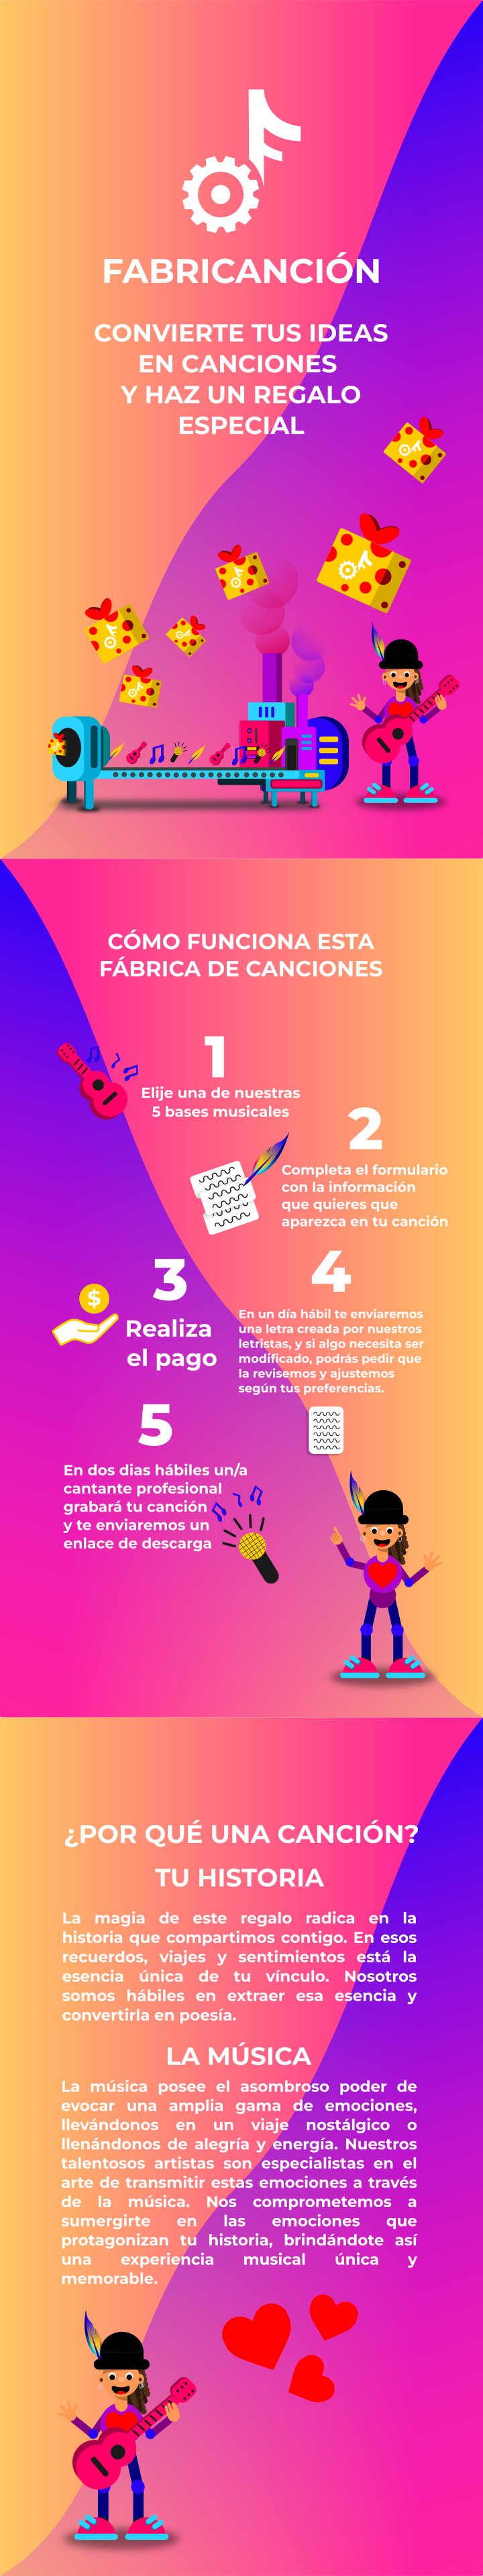 FABRICANCIÓN
CONVIERTE TUS IDEAS
EN CANCIONES
Y HAZ UN REGALO
ESPECIAL
CÓMO FUNCIONA ESTA
FÁBRICA DE CANCIONES
1
Elije una de nuestras
5 bases musicales
2
Completa el formulario
con la información
que quieres que
aparezca en tu canción
3
$
Realiza
el pago
4
En un día hábil te enviaremos
una letra creada por nuestros
letristas, y si algo necesita ser
modificado, podrás pedir que
la revisemos y ajustemos
según tus preferencias.
5
En dos dias hábiles un/a
cantante profesional
grabará tu canción
y te enviaremos un
enlace de descarga
¿POR QUÉ UNA CANCIÓN?
TU HISTORIA
La magia de este regalo radica en la
historia que compartimos contigo. En esos
recuerdos, viajes y sentimientos está la
esencia única de tu vínculo. Nosotros
somos hábiles en extraer esa esencia y
convertirla en poesía.
LA MÚSICA
La música posee el asombroso poder de
evocar una amplia gama de emociones,
llevándonos en un viaje nostálgico o
llenándonos de alegría y energía. Nuestros
talentosos artistas son especialistas en el
arte de transmitir estas emociones a través
de la música. Nos comprometemos a
sumergirte en las emociones que
protagonizan tu historia, brindándote así
una experiencia musical única y
memorable.